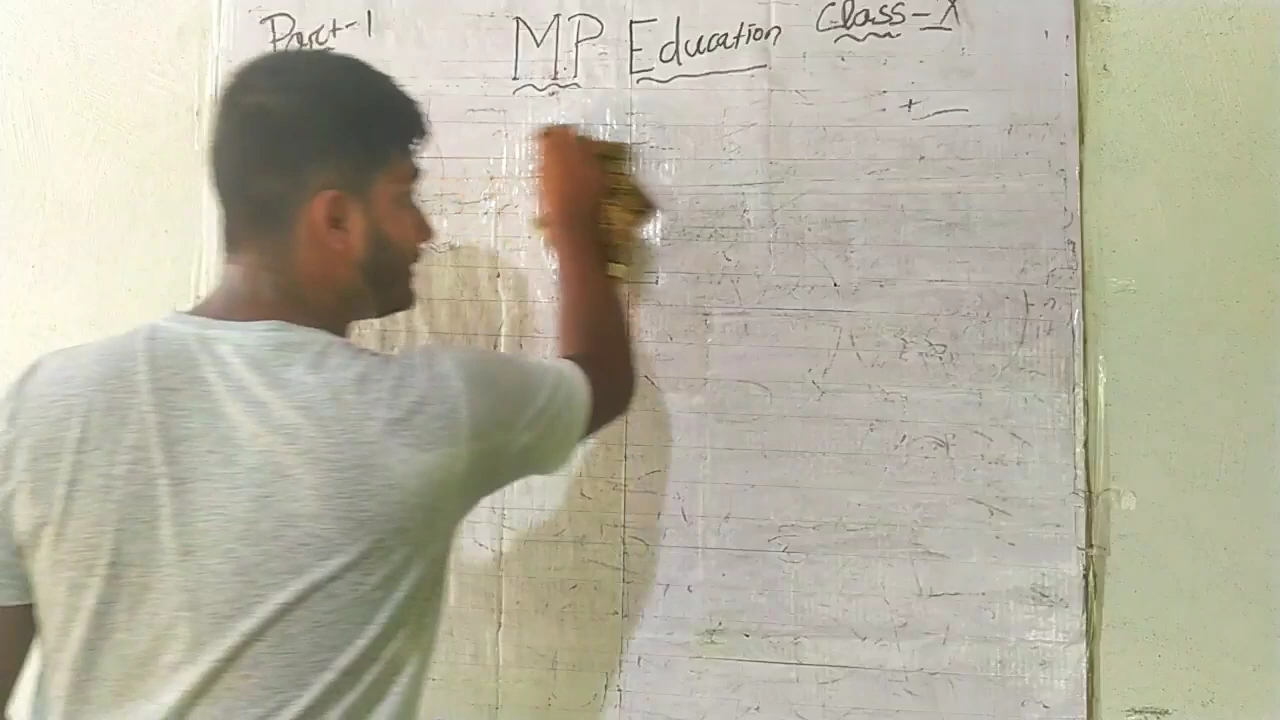 Part-1 MP Education Class-X
+ —